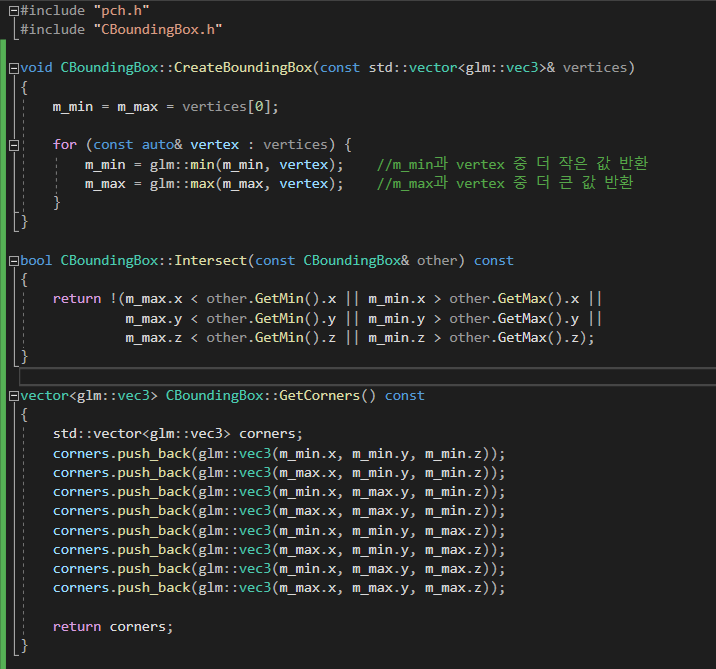 #include "pch.h"
#include "CBoundingBox.h"
void CBoundingBox::CreateBoundingBox(const std::vector<glm::vec3>& vertices)
{
m_min = m_max = vertices[0];
for (const auto& vertex : vertices) {
m_min = glm::min(m_min, vertex); //m_min과 vertex 중 더 작은 값 반환
m_max = glm::max(m_max, vertex); //m_max과 vertex 중 더 큰 값 반환
}
}
bool CBoundingBox::Intersect(const CBoundingBox& other) const
{
return !(m_max.x < other.GetMin().x || m_min.x > other.GetMax().x ||
m_max.y < other.GetMin().y || m_min.y > other.GetMax().y ||
m_max.z < other.GetMin().z || m_min.z > other.GetMax().z);
}
vector<glm::vec3> CBoundingBox::GetCorners() const
{
std::vector<glm::vec3> corners;
corners.push_back(glm::vec3(m_min.x, m_min.y, m_min.z));
corners.push_back(glm::vec3(m_max.x, m_min.y, m_min.z));
corners.push_back(glm::vec3(m_min.x, m_max.y, m_min.z));
corners.push_back(glm::vec3(m_max.x, m_max.y, m_min.z));
corners.push_back(glm::vec3(m_min.x, m_min.y, m_max.z));
corners.push_back(glm::vec3(m_max.x, m_min.y, m_max.z));
corners.push_back(glm::vec3(m_min.x, m_max.y, m_max.z));
corners.push_back(glm::vec3(m_max.x, m_max.y, m_max.z));
return corners;
}